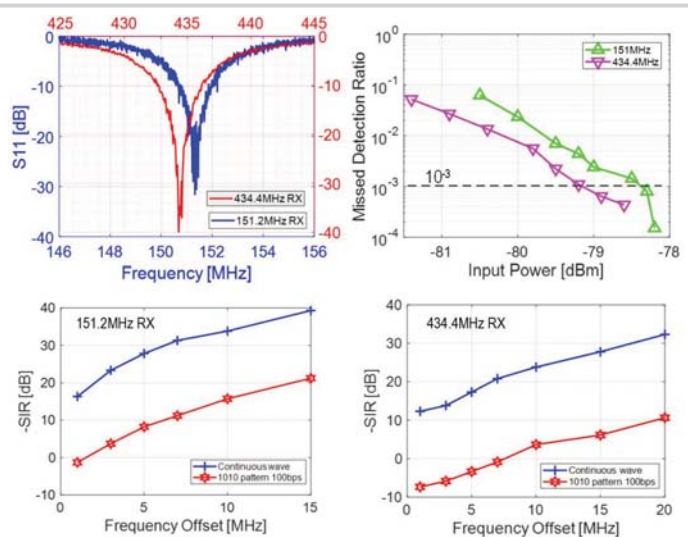 425 430 435 440 445
0 0
-10 -10
S11 [dB]
-20 -20
-30 -30
-40 -40
434.4MHz RX
151.2MHz RX
146 148 150 152 154 156
Frequency [MHz]
10⁰
10⁻¹
10⁻²
10⁻³
10⁻⁴
Missed Detection Ratio
151MHz
434.4MHz
10⁻³
-81 -80 -79 -78
Input Power [dBm]
40
30
20
10
0
-10
-SIR [dB]
151.2MHz RX
Continuous wave
1010 pattern 100bps
0 5 10 15
Frequency Offset [MHz]
40
30
20
10
0
-10
-SIR [dB]
434.4MHz RX
Continuous wave
1010 pattern 100bps
0 5 10 15 20
Frequency Offset [MHz]